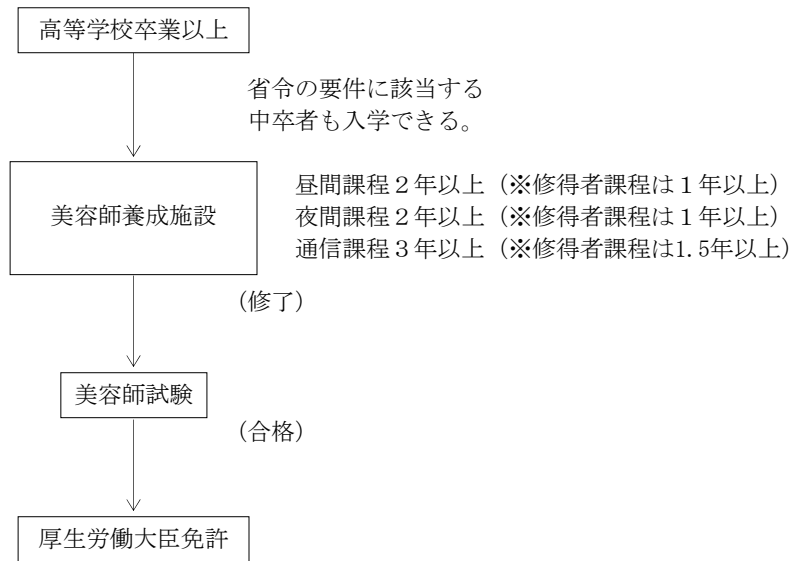 高等学校卒業以上
省令の要件に該当する
中卒者も入学できる。
美容師養成施設
昼間課程２年以上（※修得者課程は１年以上）
夜間課程２年以上（※修得者課程は１年以上）
通信課程３年以上（※修得者課程は1.5年以上）
（修了）
美容師試験
（合格）
厚生労働大臣免許